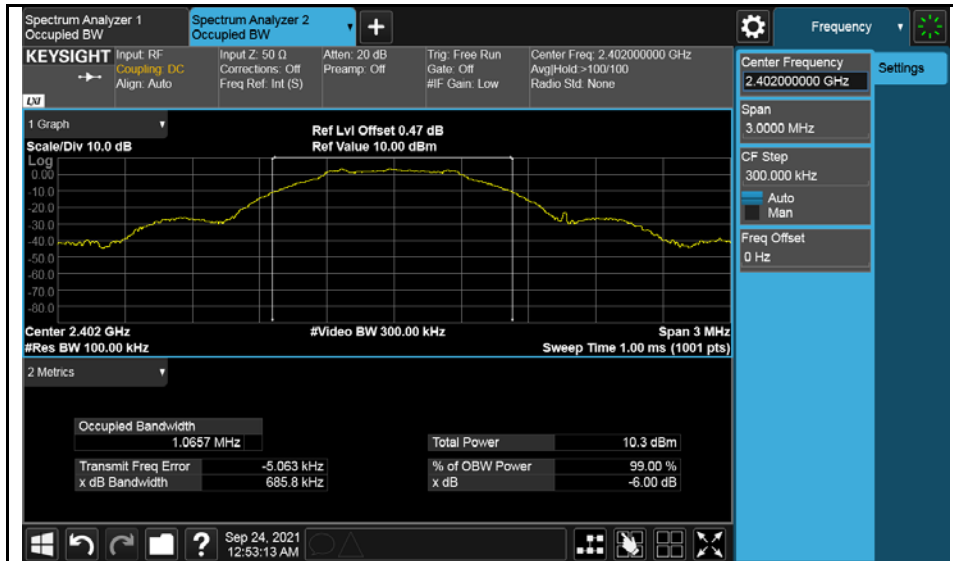 Spectrum Analyzer 1
Occupied BW
Spectrum Analyzer 2
Occupied BW
Frequency
KEYSIGHT
LXI
Input: RF
Coupling: DC
Align: Auto
Input Z: 50 Ω
Corrections: Off
Freq Ref: Int (S)
Atten: 20 dB
Preamp: Off
Trig: Free Run
Gate: Off
#IF Gain: Low
Center Freq: 2.402000000 GHz
Avg|Hold:>100/100
Radio Std: None
Center Frequency
2.402000000 GHz
Settings
Span
3.0000 MHz
CF Step
300.000 kHz
Auto
Man
Freq Offset
0 Hz
1 Graph
Scale/Div 10.0 dB
Ref Lvl Offset 0.47 dB
Ref Value 10.00 dBm
Log
0.00
-10.0
-20.0
-30.0
-40.0
-50.0
-60.0
-70.0
-80.0
Center 2.402 GHz
#Video BW 300.00 kHz
Span 3 MHz
#Res BW 100.00 kHz
Sweep Time 1.00 ms (1001 pts)
2 Metrics
Occupied Bandwidth
1.0657 MHz
Total Power 10.3 dBm
Transmit Freq Error -5.063 kHz
% of OBW Power 99.00 %
x dB Bandwidth 685.8 kHz
x dB -6.00 dB
?
Sep 24, 2021
12:53:13 AM